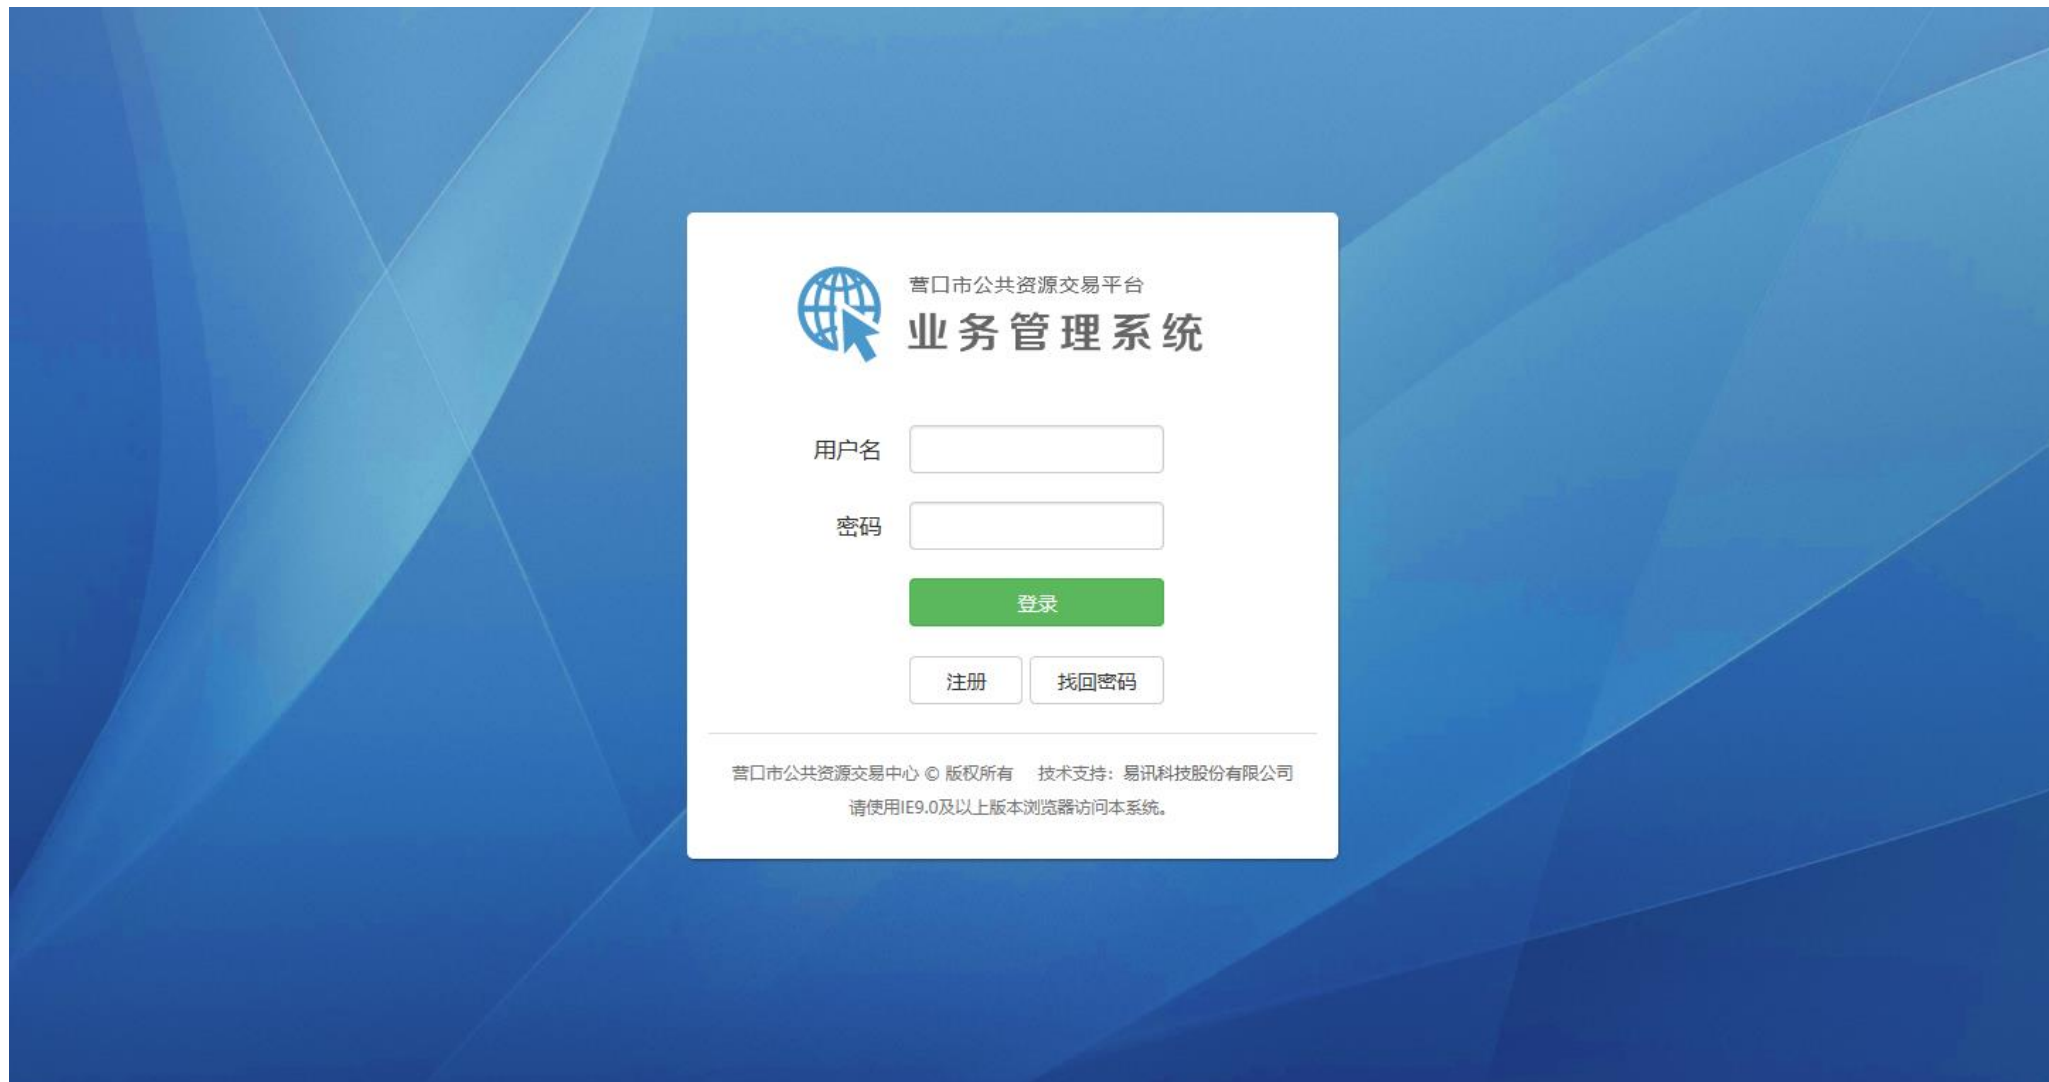 营口市公共资源交易平台
业务管理系统
用户名
密码
登录
注册 找回密码
营口市公共资源交易中心 © 版权所有 技术支持：易讯科技股份有限公司
请使用IE9.0及以上版本浏览器访问本系统。